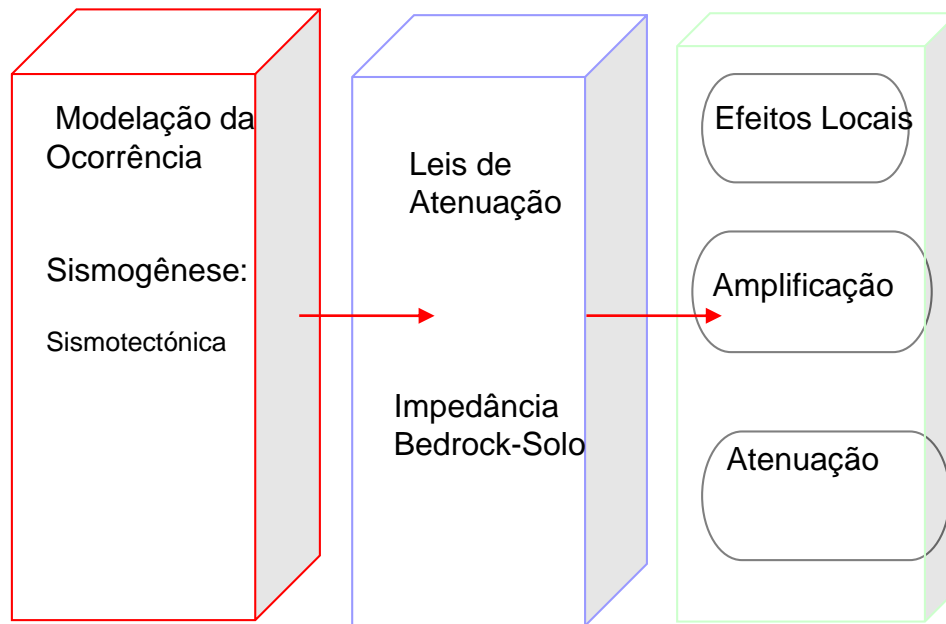 Modelação da
Ocorrência
Sismogênese:
Sismotectónica
Leis de
Atenuação
Impedância
Bedrock-Solo
Efeitos Locais
Amplificação
Atenuação